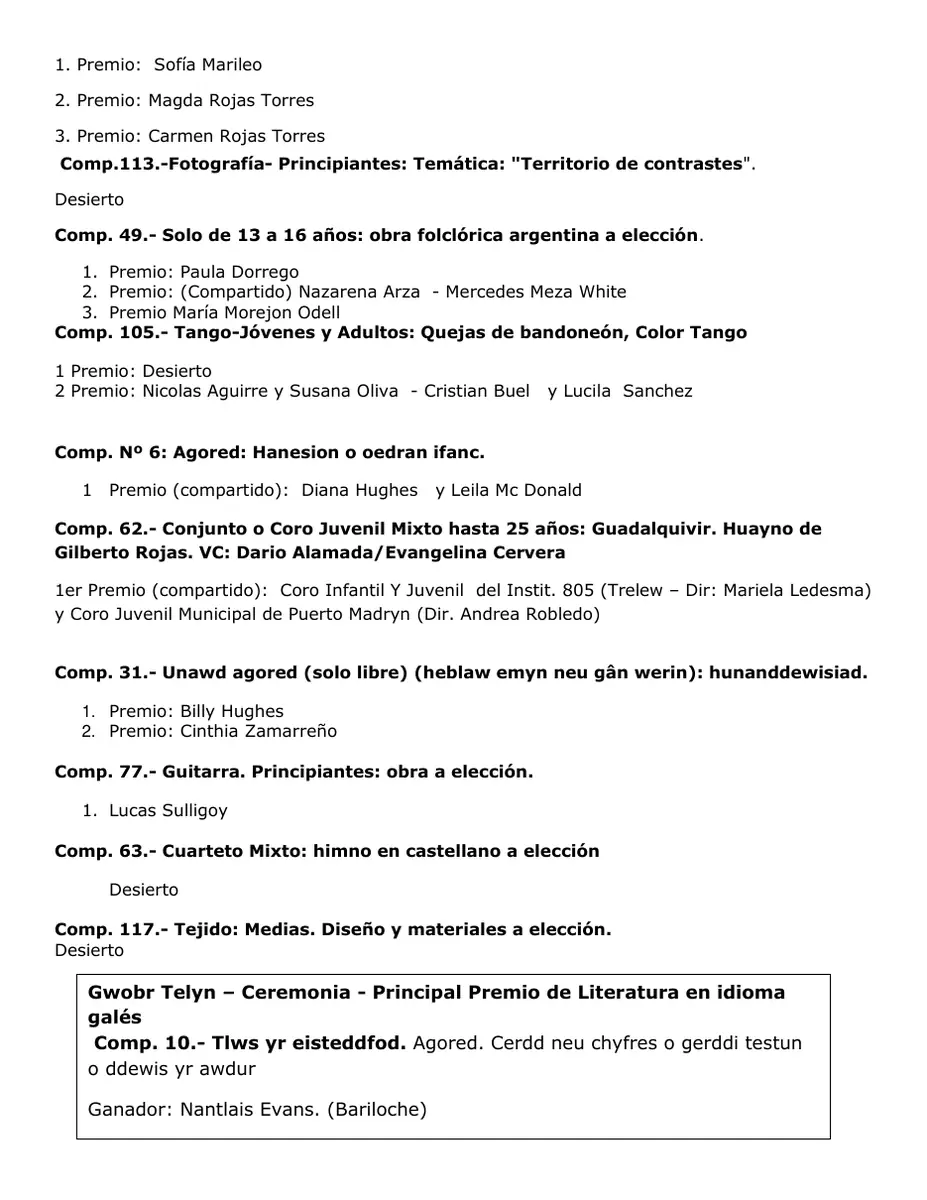 1. Premio:  Sofía Marileo
2. Premio: Magda Rojas Torres
3. Premio: Carmen Rojas Torres
Comp.113.-Fotografía- Principiantes: Temática: "Territorio de contrastes".
Desierto
Comp. 49.- Solo de 13 a 16 años: obra folclórica argentina a elección.
1. Premio: Paula Dorrego
2. Premio: (Compartido) Nazarena Arza  - Mercedes Meza White
3. Premio María Morejon Odell
Comp. 105.- Tango-Jóvenes y Adultos: Quejas de bandoneón, Color Tango
1 Premio: Desierto
2 Premio: Nicolas Aguirre y Susana Oliva  - Cristian Buel   y Lucila  Sanchez
Comp. Nº 6: Agored: Hanesion o oedran ifanc.
1 Premio (compartido):  Diana Hughes   y Leila Mc Donald
Comp. 62.- Conjunto o Coro Juvenil Mixto hasta 25 años: Guadalquivir. Huayno de
Gilberto Rojas. VC: Dario Alamada/Evangelina Cervera
1er Premio (compartido):  Coro Infantil Y Juvenil  del Instit. 805 (Trelew – Dir: Mariela Ledesma)
y Coro Juvenil Municipal de Puerto Madryn (Dir. Andrea Robledo)
Comp. 31.- Unawd agored (solo libre) (heblaw emyn neu gân werin): hunanddewisiad.
1. Premio: Billy Hughes
2. Premio: Cinthia Zamarreño
Comp. 77.- Guitarra. Principiantes: obra a elección.
1. Lucas Sulligoy
Comp. 63.- Cuarteto Mixto: himno en castellano a elección
Desierto
Comp. 117.- Tejido: Medias. Diseño y materiales a elección.
Desierto
Gwobr Telyn – Ceremonia - Principal Premio de Literatura en idioma
galés
Comp. 10.- Tlws yr eisteddfod. Agored. Cerdd neu chyfres o gerddi testun
o ddewis yr awdur
Ganador: Nantlais Evans. (Bariloche)